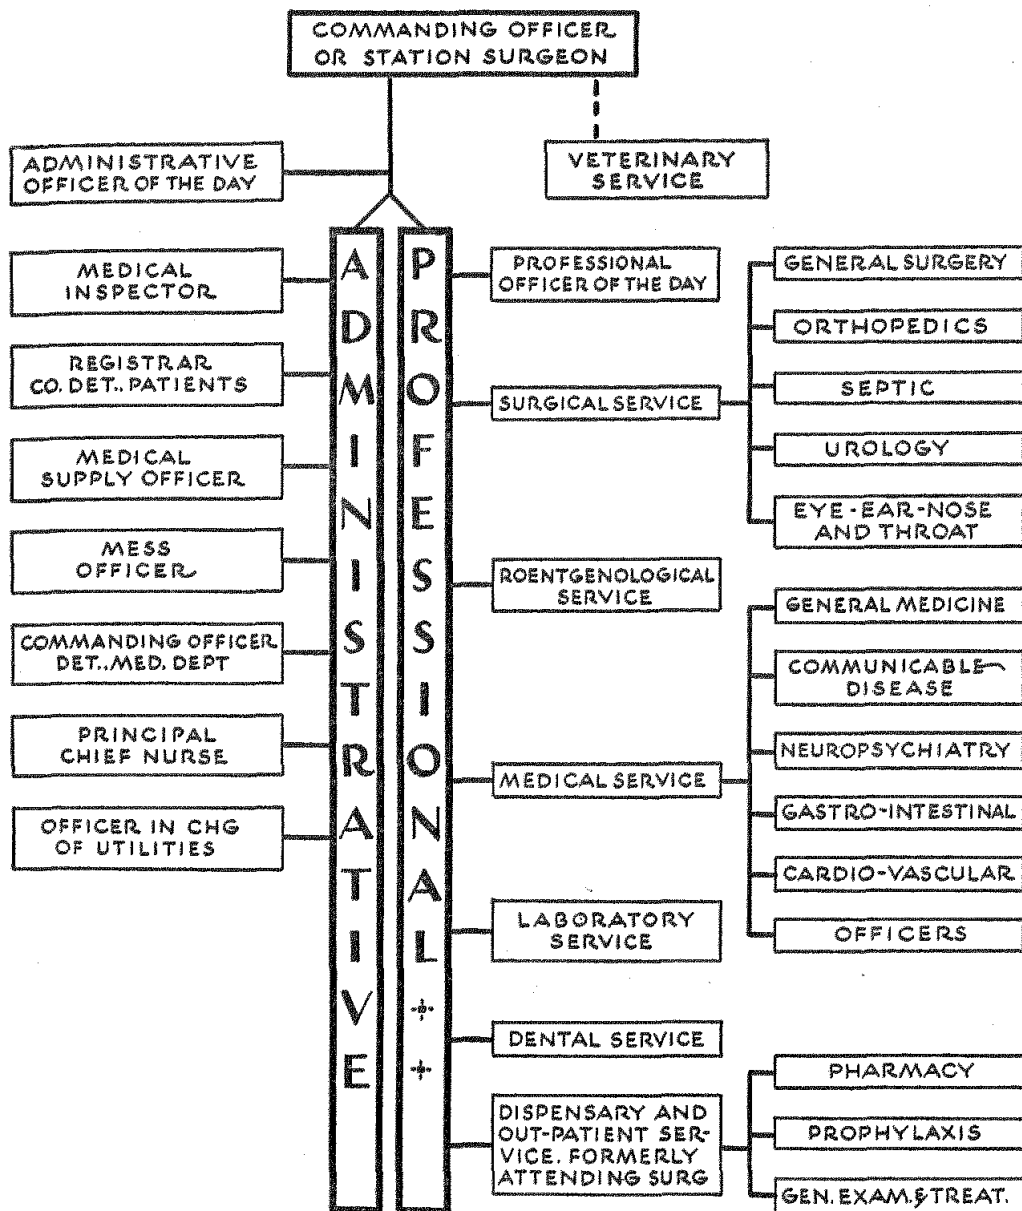 COMMANDING OFFICER
OR STATION SURGEON
VETERINARY
SERVICE
ADMINISTRATIVE
OFFICER OF THE DAY
MEDICAL
INSPECTOR
REGISTRAR
CO. DET.. PATIENTS
MEDICAL
SUPPLY OFFICER
MESS
OFFICER
COMMANDING OFFICER
DET.. MED. DEPT
PRINCIPAL
CHIEF NURSE
OFFICER IN CHG
OF UTILITIES
ADMINISTRATIVE
PROFESSIONAL
PROFESSIONAL
OFFICER OF THE DAY
SURGICAL SERVICE
GENERAL SURGERY
ORTHOPEDICS
SEPTIC
UROLOGY
EYE-EAR-NOSE
AND THROAT
ROENTGENOLOGICAL
SERVICE
MEDICAL SERVICE
GENERAL MEDICINE
COMMUNICABLE
DISEASE
NEUROPSYCHIATRY
GASTRO-INTESTINAL
CARDIO-VASCULAR
OFFICERS
LABORATORY
SERVICE
DENTAL SERVICE
DISPENSARY AND
OUT-PATIENT SER-
VICE. FORMERLY
ATTENDING SURG
PHARMACY
PROPHYLAXIS
GEN. EXAM. & TREAT.